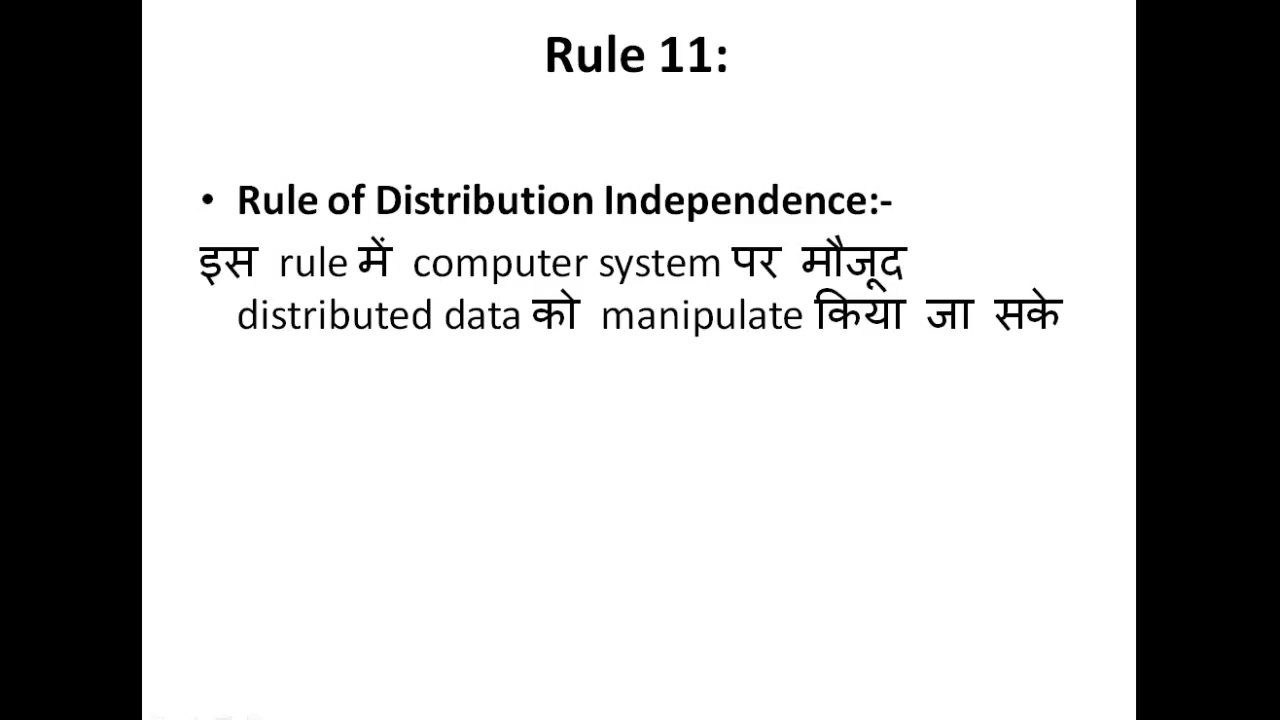 Rule 11:
• Rule of Distribution Independence:-
इस rule में computer system पर मौजूद
distributed data को manipulate किया जा सके